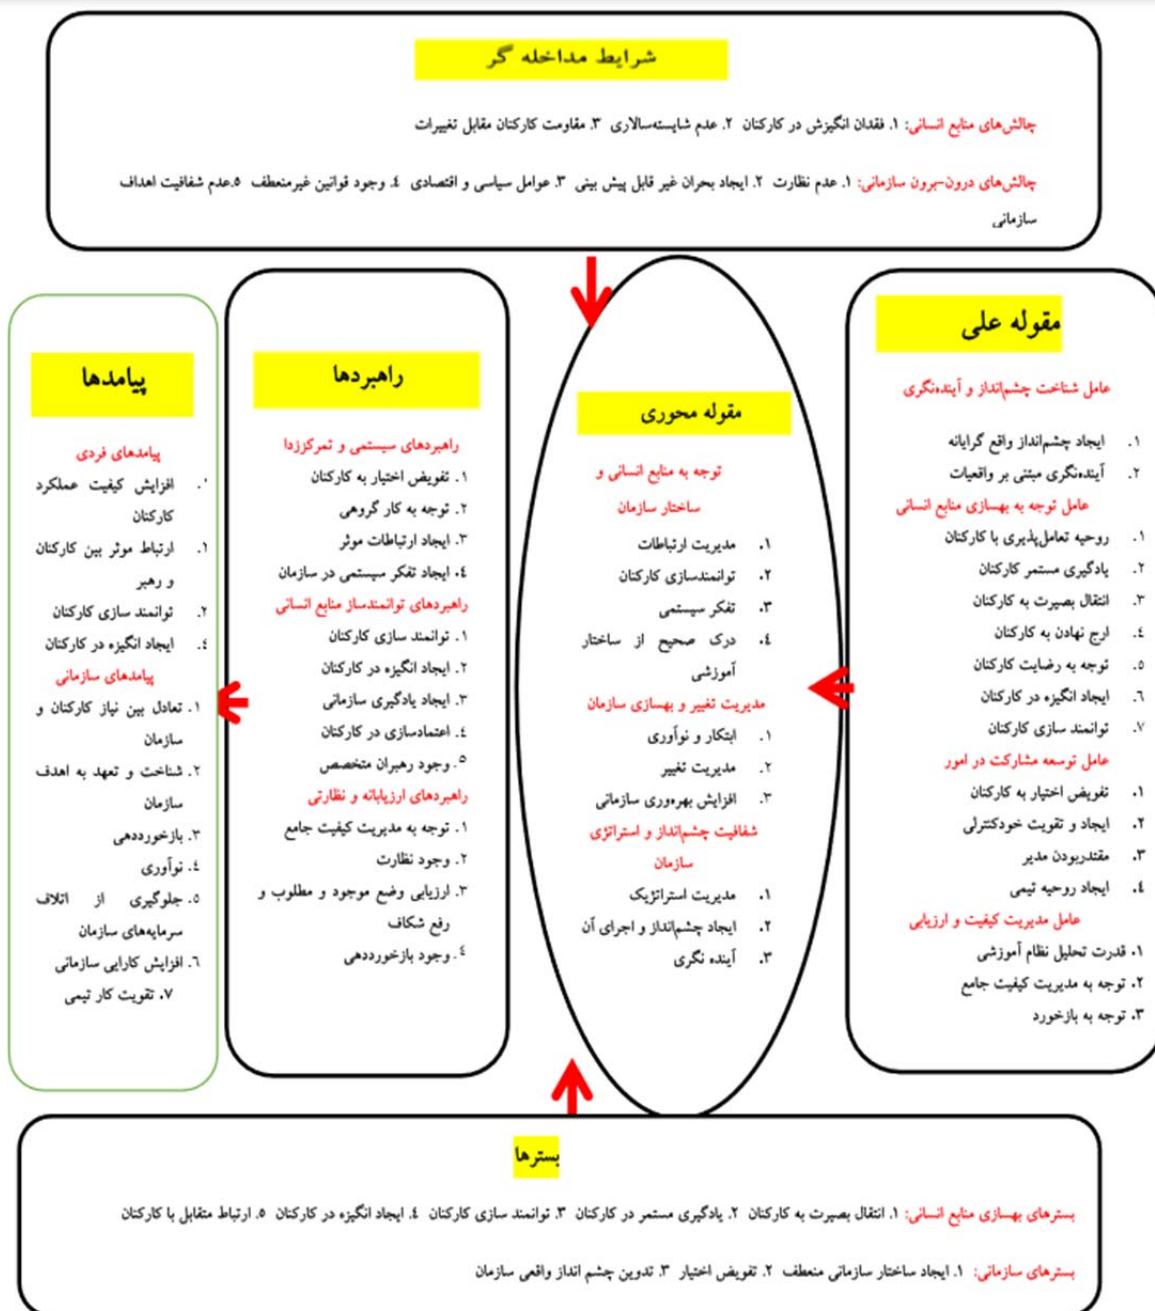 شرایط مداخله گر
چالش‌های منابع انسانی: ۱. فقدان انگیزش در کارکنان ۲. عدم شایسته‌سالاری ۳. مقاومت کارکنان مقابل تغییرات
چالش‌های درون-برون سازمانی: ۱. عدم نظارت ۲. ایجاد بحران غیر قابل پیش بینی ۳. عوامل سیاسی و اقتصادی ٤. وجود قوانین غیرمنعطف ٥.عدم شفافیت اهداف
سازمانی
مقوله علی
عامل شناخت چشم‌انداز و آینده‌نگری
۱. ایجاد چشم‌انداز واقع گرایانه
۲. آینده‌نگری مبتنی بر واقعیات
عامل توجه به بهسازی منابع انسانی
۱. روحیه تعامل‌پذیری با کارکنان
۲. یادگیری مستمر کارکنان
۳. انتقال بصیرت به کارکنان
٤. ارج نهادن به کارکنان
٥. توجه به رضایت کارکنان
٦. ایجاد انگیزه در کارکنان
۷. توانمند سازی کارکنان
عامل توسعه مشارکت در امور
۱. تفویض اختیار به کارکنان
۲. ایجاد و تقویت خودکنترلی
۳. مقتدربودن مدیر
٤. ایجاد روحیه تیمی
عامل مدیریت کیفیت و ارزیابی
۱. قدرت تحلیل نظام آموزشی
۲. توجه به مدیریت کیفیت جامع
۳. توجه به بازخورد
مقوله محوری
توجه به منابع انسانی و
ساختار سازمان
۱. مدیریت ارتباطات
۲. توانمندسازی کارکنان
۳. تفکر سیستمی
٤. درک صحیح از ساختار
آموزشی
مدیریت تغییر و بهسازی سازمان
۱. ابتکار و نوآوری
۲. مدیریت تغییر
۳. افزایش بهره‌وری سازمانی
شفافیت چشم‌انداز و استراتژی
سازمان
۱. مدیریت استراتژیک
۲. ایجاد چشم‌انداز و اجرای آن
۳. آینده نگری
راهبردها
راهبردهای سیستمی و تمرکززدا
۱. تفویض اختیار به کارکنان
۲. توجه به کار گروهی
۳. ایجاد ارتباطات موثر
٤. ایجاد تفکر سیستمی در سازمان
راهبردهای توانمندساز منابع انسانی
۱. توانمند سازی کارکنان
۲. ایجاد انگیزه در کارکنان
۳. ایجاد یادگیری سازمانی
٤. اعتمادسازی در کارکنان
٥. وجود رهبران متخصص
راهبردهای ارزیابانه و نظارتی
۱. توجه به مدیریت کیفیت جامع
۲. وجود نظارت
۳. ارزیابی وضع موجود و مطلوب و
رفع شکاف
٤. وجود بازخورددهی
پیامدها
پیامدهای فردی
۱. افزایش کیفیت عملکرد
کارکنان
۱. ارتباط موثر بین کارکنان
و رهبر
۲. توانمند سازی کارکنان
٤. ایجاد انگیزه در کارکنان
پیامدهای سازمانی
۱. تعادل بین نیاز کارکنان و
سازمان
۲. شناخت و تعهد به اهدف
سازمان
۳. بازخورددهی
٤. نوآوری
٥. جلوگیری از اتلاف
سرمایه‌های سازمان
٦. افزایش کارایی سازمانی
۷. تقویت کار تیمی
بسترها
بسترهای بهسازی منابع انسانی: ۱. انتقال بصیرت به کارکنان ۲. یادگیری مستمر در کارکنان ۳. توانمند سازی کارکنان ٤. ایجاد انگیزه در کارکنان ٥. ارتباط متقابل با کارکنان
بسترهای سازمانی: ۱. ایجاد ساختار سازمانی منعطف ۲. تفویض اختیار ۳. تدوین چشم انداز واقعی سازمان